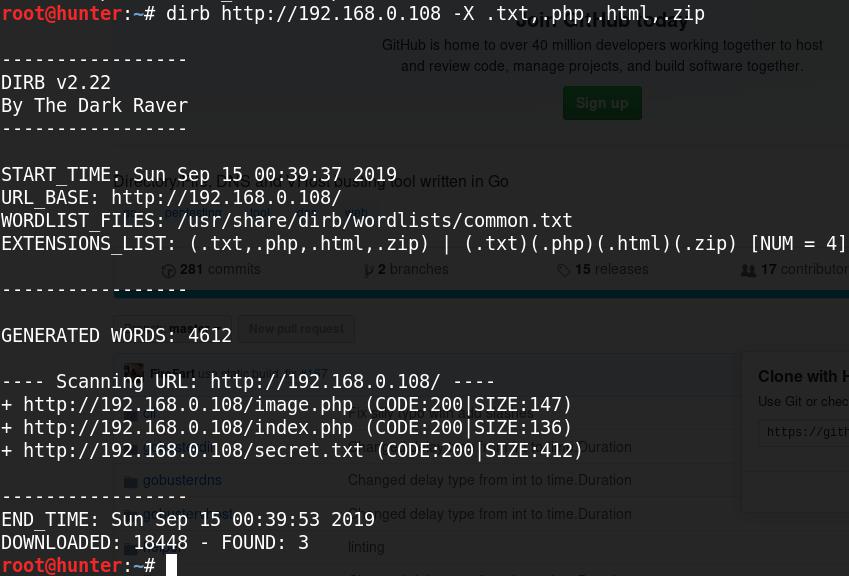 root@hunter:~# dirb http://192.168.0.108 -X .txt,.php,.html,.zip
Join GitHub today
GitHub is home to over 40 million developers working together to host
and review code, manage projects, and build software together.
Sign up
-----------------
DIRB v2.22
By The Dark Raver
-----------------
START_TIME: Sun Sep 15 00:39:37 2019
Directory/File, DNS and VHost busting tool written in Go
URL_BASE: http://192.168.0.108/
WORDLIST_FILES: /usr/share/dirb/wordlists/common.txt
EXTENSIONS_LIST: (.txt,.php,.html,.zip) | (.txt)(.php)(.html)(.zip) [NUM = 4]
281 commits 2 branches 15 releases 17 contributor
-----------------
GENERATED WORDS: 4612
New pull request
---- Scanning URL: http://192.168.0.108/ ----
Clone with H
+ http://192.168.0.108/image.php (CODE:200|SIZE:147)
Use Git or chec
+ http://192.168.0.108/index.php (CODE:200|SIZE:136)
https://gith
+ http://192.168.0.108/secret.txt (CODE:200|SIZE:412)
Changed delay type from int to time.Duration
gobusterdns Changed delay type from int to time.Duration
-----------------
Changed delay type from int to time.Duration
END_TIME: Sun Sep 15 00:39:53 2019
DOWNLOADED: 18448 - FOUND: 3
linting
root@hunter:~#